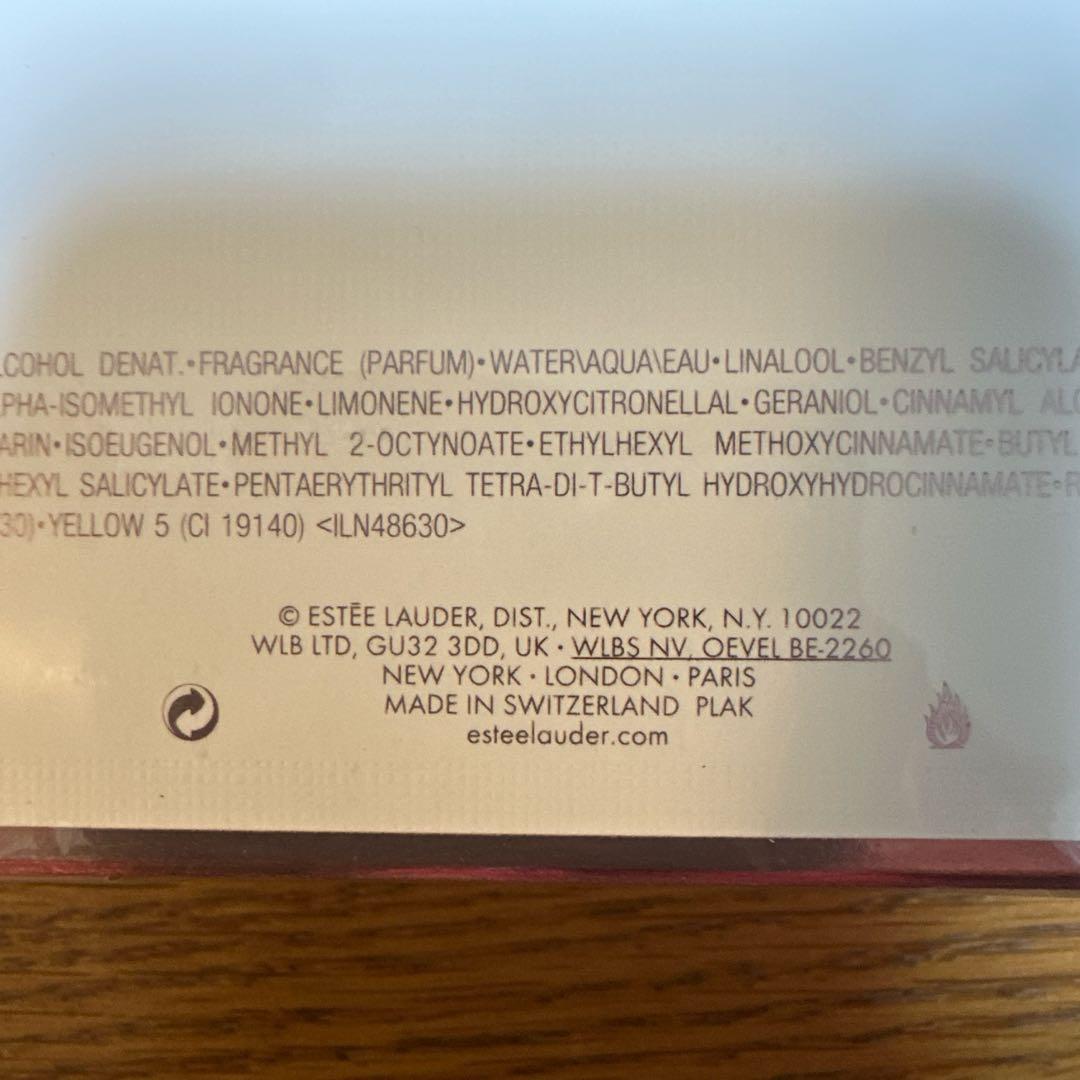 LCOHOL DENAT.•FRAGRANCE (PARFUM)•WATER\AQUA\EAU•LINALOOL•BENZYL SALICYLA
PHA-ISOMETHYL IONONE•LIMONENE•HYDROXYCITRONELLAL•GERANIOL•CINNAMYL ALC
ARIN•ISOEUGENOL•METHYL 2-OCTYNOATE•ETHYLHEXYL METHOXYCINNAMATE•BUTYL
HEXYL SALICYLATE•PENTAERYTHRITYL TETRA-DI-T-BUTYL HYDROXYHYDROCINNAMATE•
30)•YELLOW 5 (CI 19140) <ILN48630>
© ESTĒE LAUDER, DIST., NEW YORK, N.Y. 10022
WLB LTD, GU32 3DD, UK · WLBS NV, OEVEL BE-2260
NEW YORK · LONDON · PARIS
MADE IN SWITZERLAND PLAK
esteelauder.com